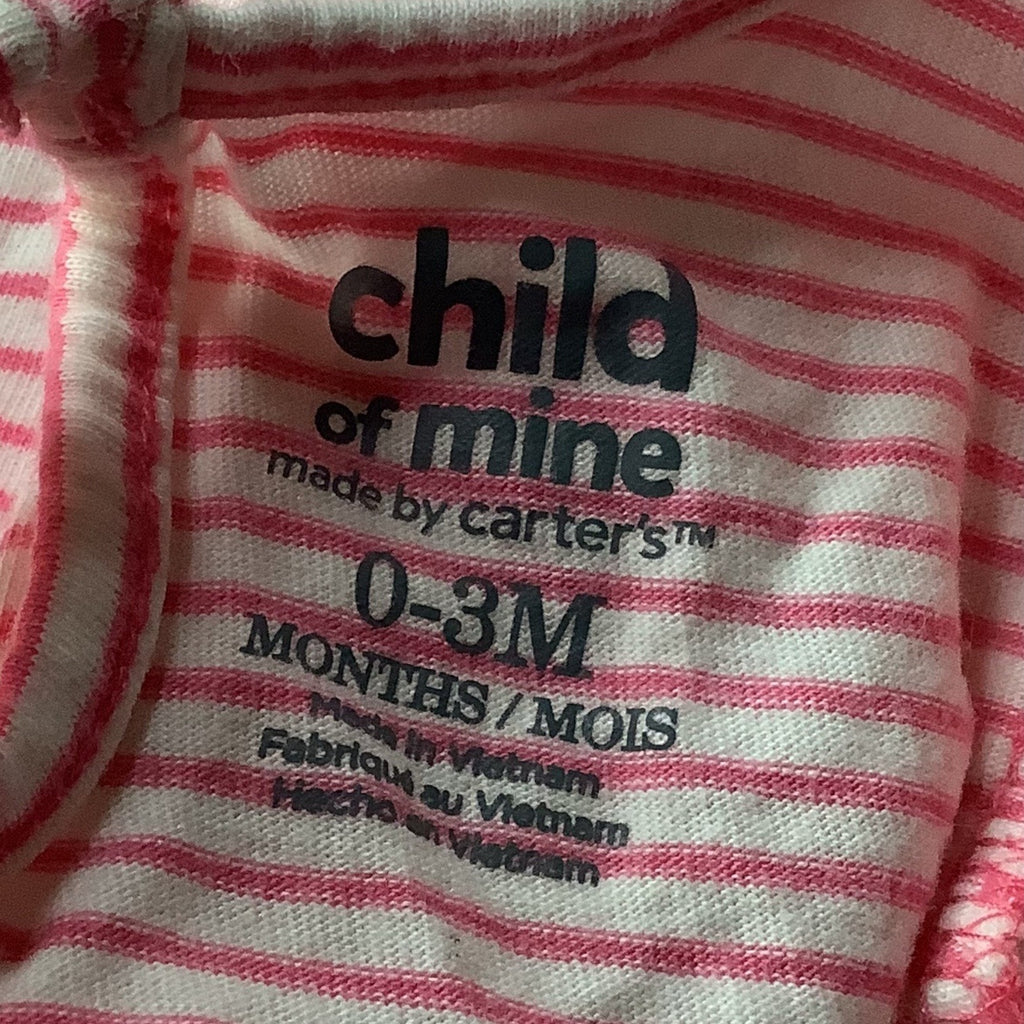 child
of mine
made by carter's™
0-3M
MONTHS / MOIS
Made in Vietnam
Fabriqué au Vietnam
Hecho en Vietnam